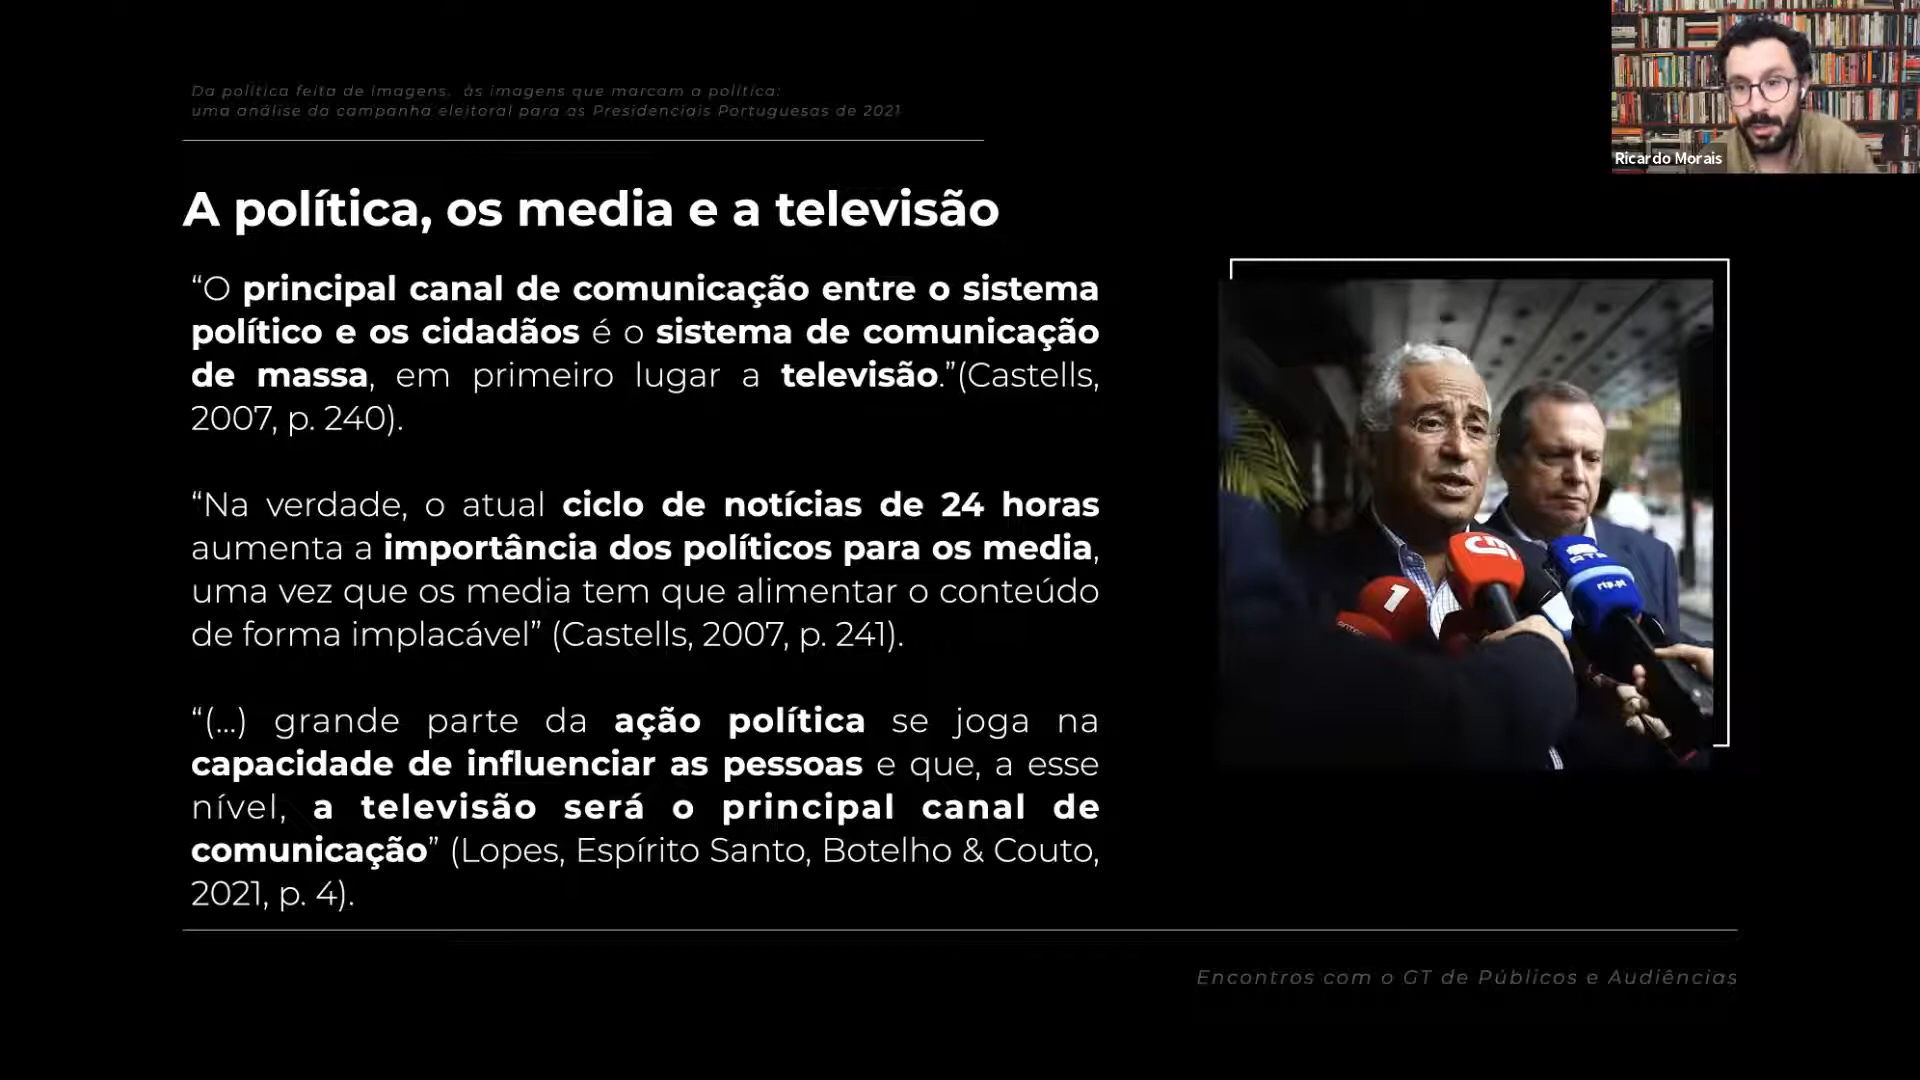 Da política feita de imagens, às imagens que marcam a política:
uma análise da campanha eleitoral para as Presidenciais Portuguesas de 2021
Ricardo Morais
A política, os media e a televisão
“O principal canal de comunicação entre o sistema
político e os cidadãos é o sistema de comunicação
de massa, em primeiro lugar a televisão.”(Castells,
2007, p. 240).
“Na verdade, o atual ciclo de notícias de 24 horas
aumenta a importância dos políticos para os media,
uma vez que os media tem que alimentar o conteúdo
de forma implacável” (Castells, 2007, p. 241).
“(...) grande parte da ação política se joga na
capacidade de influenciar as pessoas e que, a esse
nível, a televisão será o principal canal de
comunicação” (Lopes, Espírito Santo, Botelho & Couto,
2021, p. 4).
1
RTP
rtp.pt
Encontros com o GT de Públicos e Audiências